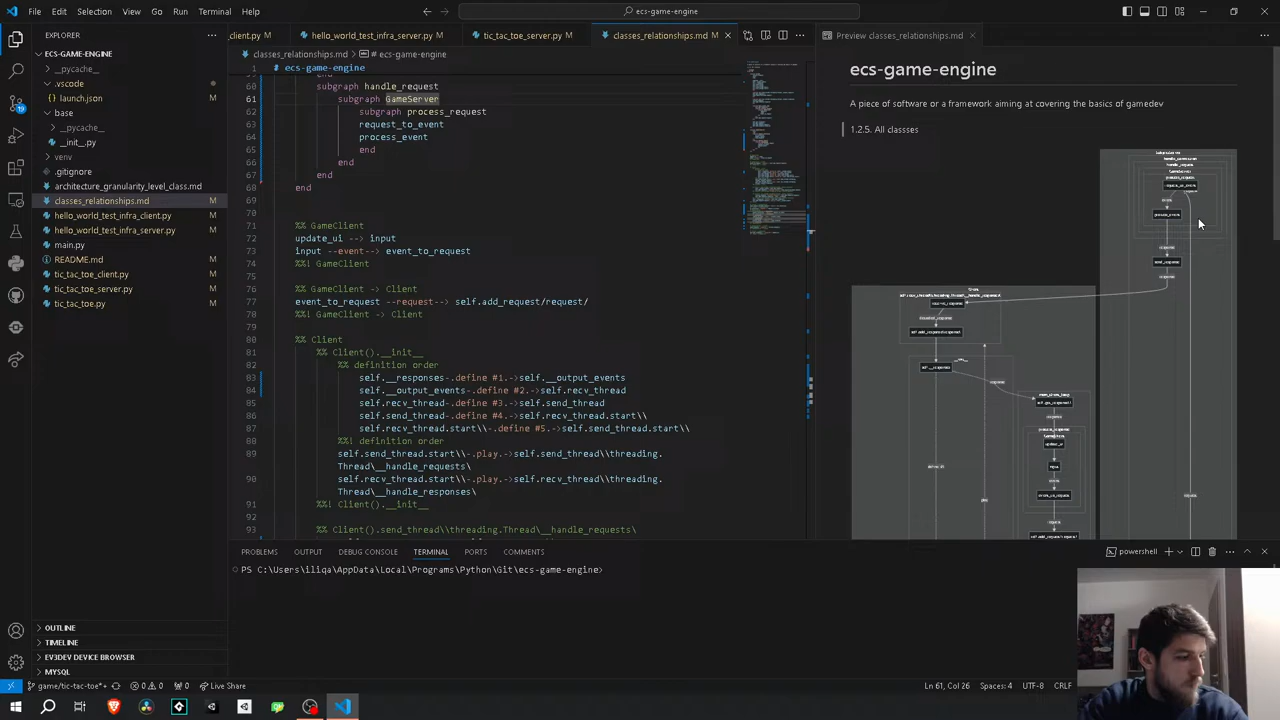 File Edit Selection View Go Run Terminal Help
ecs-game-engine
EXPLORER
ECS-GAME-ENGINE
__pycache__
.vscode
launch.json M
base
__pycache__
__init__.py
venv
e_granularity_level_class.md M
onships.md M
test_infra_server.py M
main.py
README.md M
tic_tac_toe_client.py M
tic_tac_toe_server.py M
tic_tac_toe.py M
OUTLINE
TIMELINE
EV3DEV DEVICE BROWSER
MYSQL
client.py M
hello_world_test_infra_server.py M
tic_tac_toe_server.py M
classes_relationships.md M
classes_relationships.md > # ecs-game-engine
1 # ecs-game-engine
59 end
60 subgraph handle_request
61 subgraph GameServer
62 subgraph process_request
63 request_to_event
64 process_event
65 end
66 end
67 end
68 end
69
70
71 %% GameClient
72 update_ui --> input
73 input --event--> event_to_request
74 %%! GameClient
75
76 %% GameClient -> Client
77 event_to_request --request--> self.add_request/request/
78 %%! GameClient -> Client
79
80 %% Client
81 %% Client().__init__
82 %% definition order
83 self.__responses-.define #1.->self.__output_events
84 self.__output_events-.define #2.->self.recv_thread
85 self.recv_thread-.define #3.->self.send_thread
86 self.send_thread-.define #4.->self.recv_thread.start\\
87 self.recv_thread.start\\-.define #5.->self.send_thread.start\\
88 %%! definition order
89 self.send_thread.start\\-.play.->self.send_thread\\threading.
Thread\__handle_requests\
90 self.recv_thread.start\\-.play.->self.recv_thread\\threading.
Thread\__handle_responses\
91 %%! Client().__init__
92
93 %% Client().send_thread\\threading.Thread\__handle_requests\
Preview classes_relationships.md
ecs-game-engine
A piece of software or a framework aiming at covering the basics of gamedev
1.2.5. All classses
PROBLEMS OUTPUT DEBUG CONSOLE TERMINAL PORTS COMMENTS
powershell
PS C:\Users\lliqa\AppData\Local\Programs\Python\Git\ecs-game-engine>
game/tic-tac-toe*+ 0 0 0 Live Share
Ln 61, Col 26 Spaces: 4 UTF-8 CRLF